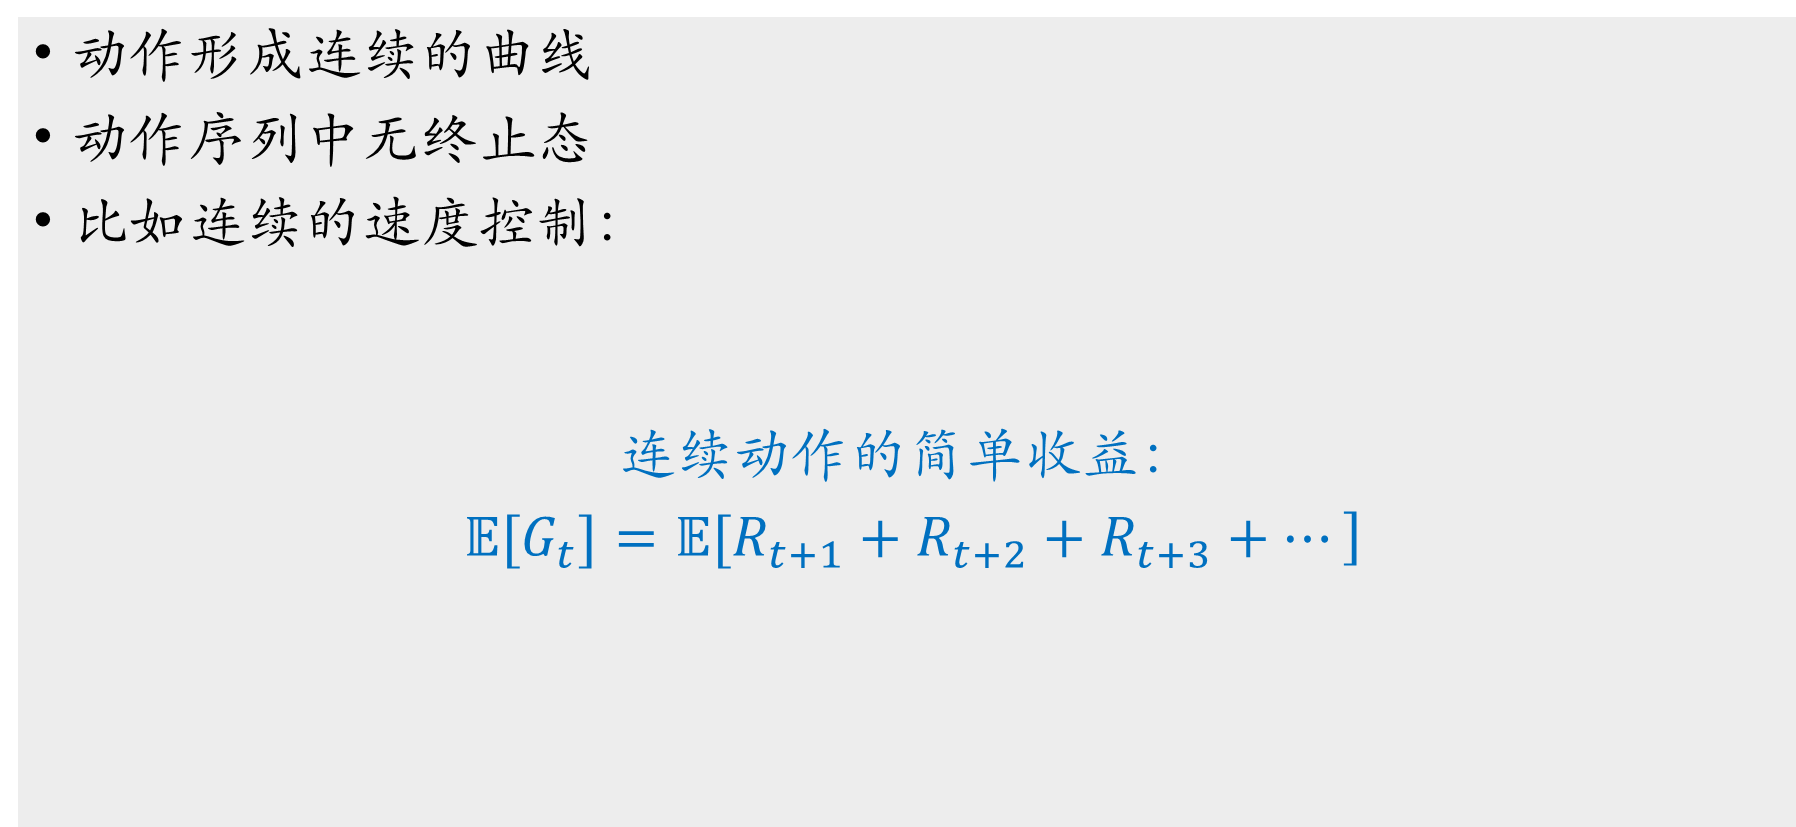 • 动作形成连续的曲线
• 动作序列中无终止态
• 比如连续的速度控制：
连续动作的简单收益：
𝔼[G_t] = 𝔼[R_{t+1} + R_{t+2} + R_{t+3} + ⋯ ]